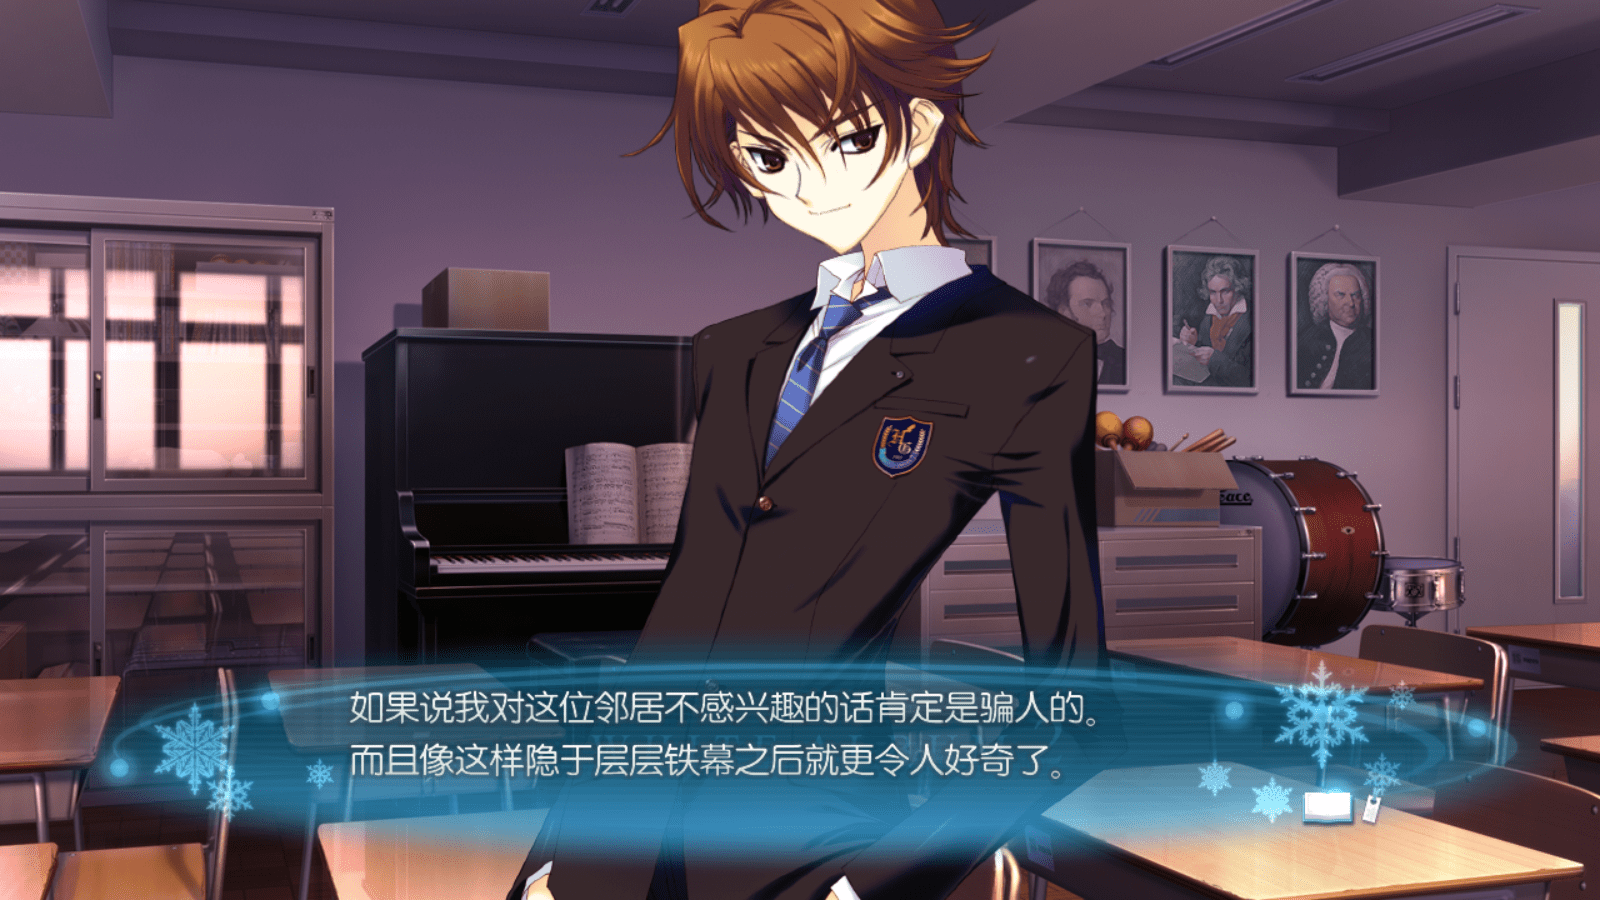 如果说我对这位邻居不感兴趣的话肯定是骗人的。
而且像这样隐于层层铁幕之后就更令人好奇了。